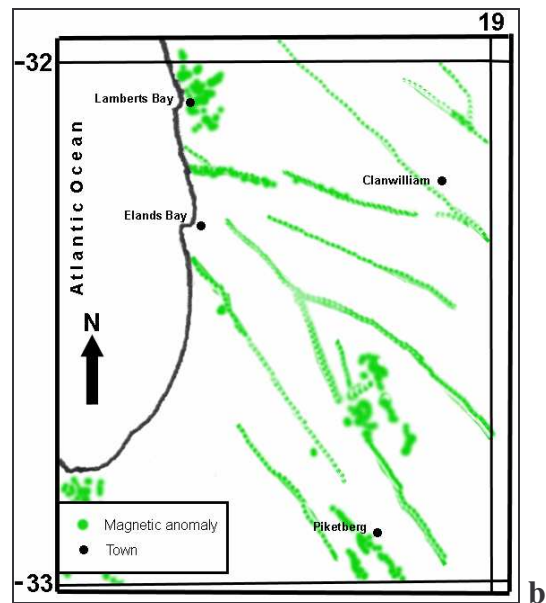 19
-32
Lamberts Bay
Clanwilliam
Elands Bay
Atlantic Ocean
N
Magnetic anomaly
Piketberg
Town
-33
b